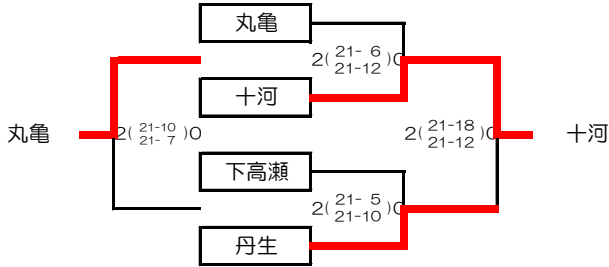 丸亀
2( 21- 6 )0
21-12
十河
丸亀
2( 21-10 )0
21- 7
2( 21-18 )0
21-12
十河
下高瀬
2( 21- 5 )0
21-10
丹生